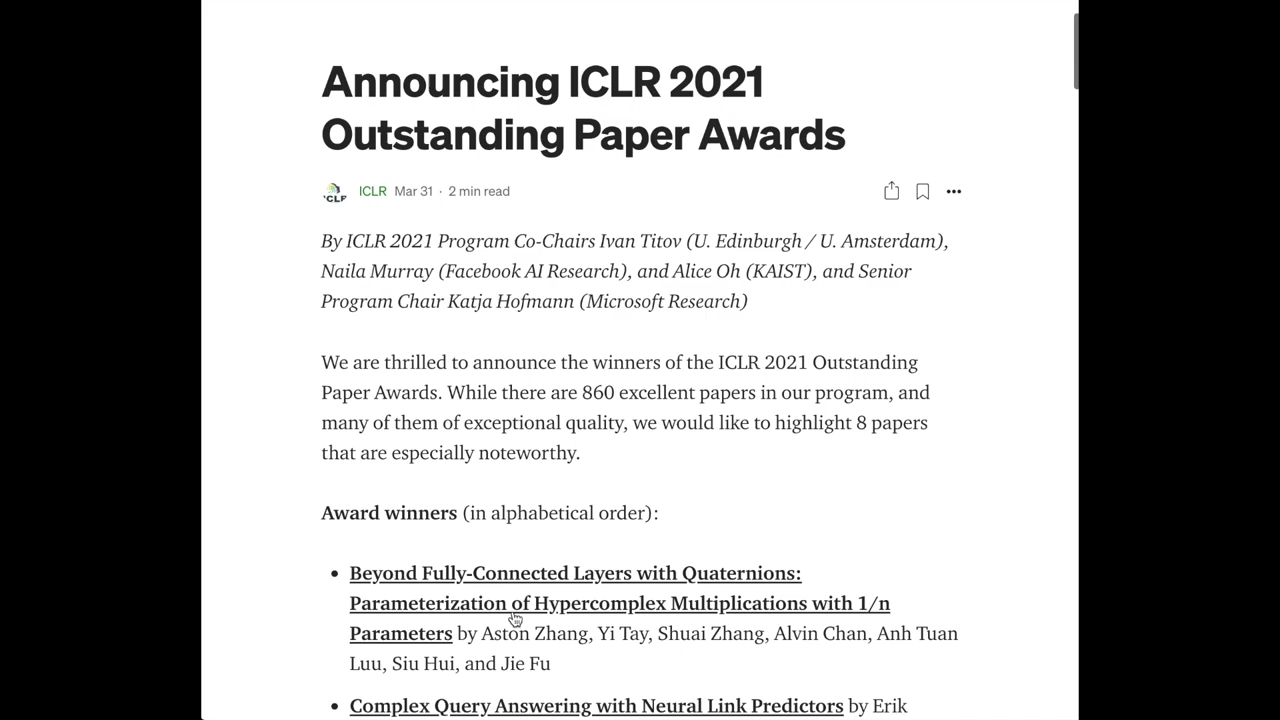 Announcing ICLR 2021
Outstanding Paper Awards
ICLR Mar 31 · 2 min read
By ICLR 2021 Program Co-Chairs Ivan Titov (U. Edinburgh / U. Amsterdam),
Naila Murray (Facebook AI Research), and Alice Oh (KAIST), and Senior
Program Chair Katja Hofmann (Microsoft Research)
We are thrilled to announce the winners of the ICLR 2021 Outstanding
Paper Awards. While there are 860 excellent papers in our program, and
many of them of exceptional quality, we would like to highlight 8 papers
that are especially noteworthy.
Award winners (in alphabetical order):
• Beyond Fully-Connected Layers with Quaternions:
Parameterization of Hypercomplex Multiplications with 1/n
Parameters by Aston Zhang, Yi Tay, Shuai Zhang, Alvin Chan, Anh Tuan
Luu, Siu Hui, and Jie Fu
• Complex Query Answering with Neural Link Predictors by Erik